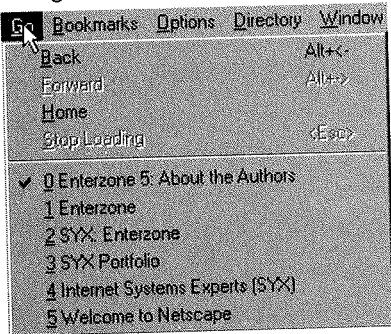 Go Bookmarks Options Directory Window
Back Alt+<-
Forward Alt+->
Home
Stop Loading <Esc>
✔ 0 Enterzone 5: About the Authors
1 Enterzone
2 SYX: Enterzone
3 SYX Portfolio
4 Internet Systems Experts (SYX)
5 Welcome to Netscape